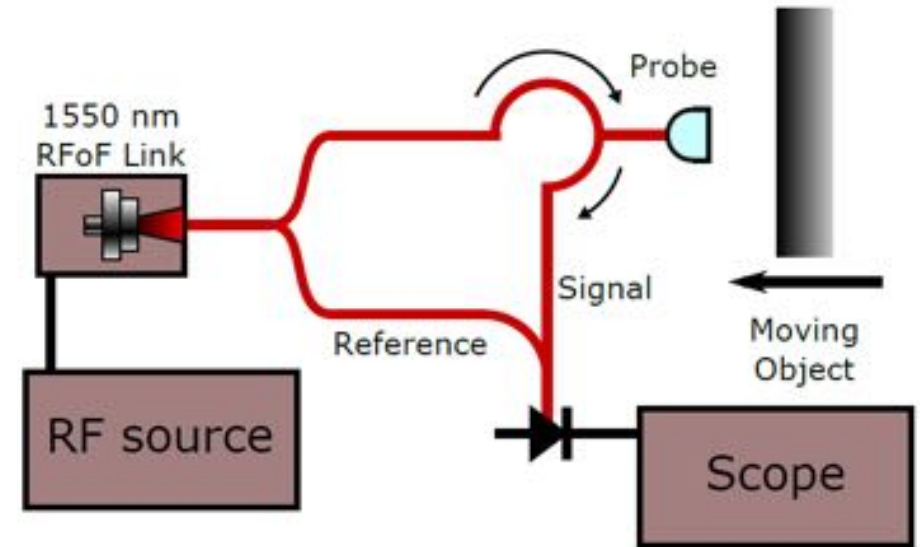 1550 nm
RFoF Link
Probe
Signal
Reference
Moving
Object
RF source
Scope